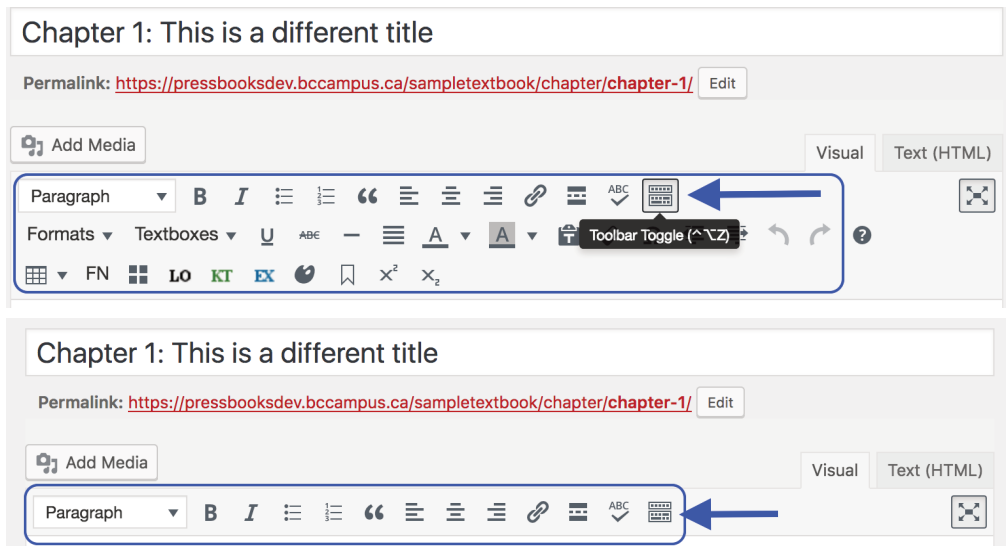 Chapter 1: This is a different title
Permalink: https://pressbooksdev.bccampus.ca/sampletextbook/chapter/chapter-1/ Edit
Add Media
Visual Text (HTML)
Paragraph B I ABC
Formats Textboxes U ABC A A Toolbar Toggle (^⌥Z)
FN LO KT EX x² x₂
Chapter 1: This is a different title
Permalink: https://pressbooksdev.bccampus.ca/sampletextbook/chapter/chapter-1/ Edit
Add Media
Visual Text (HTML)
Paragraph B I ABC